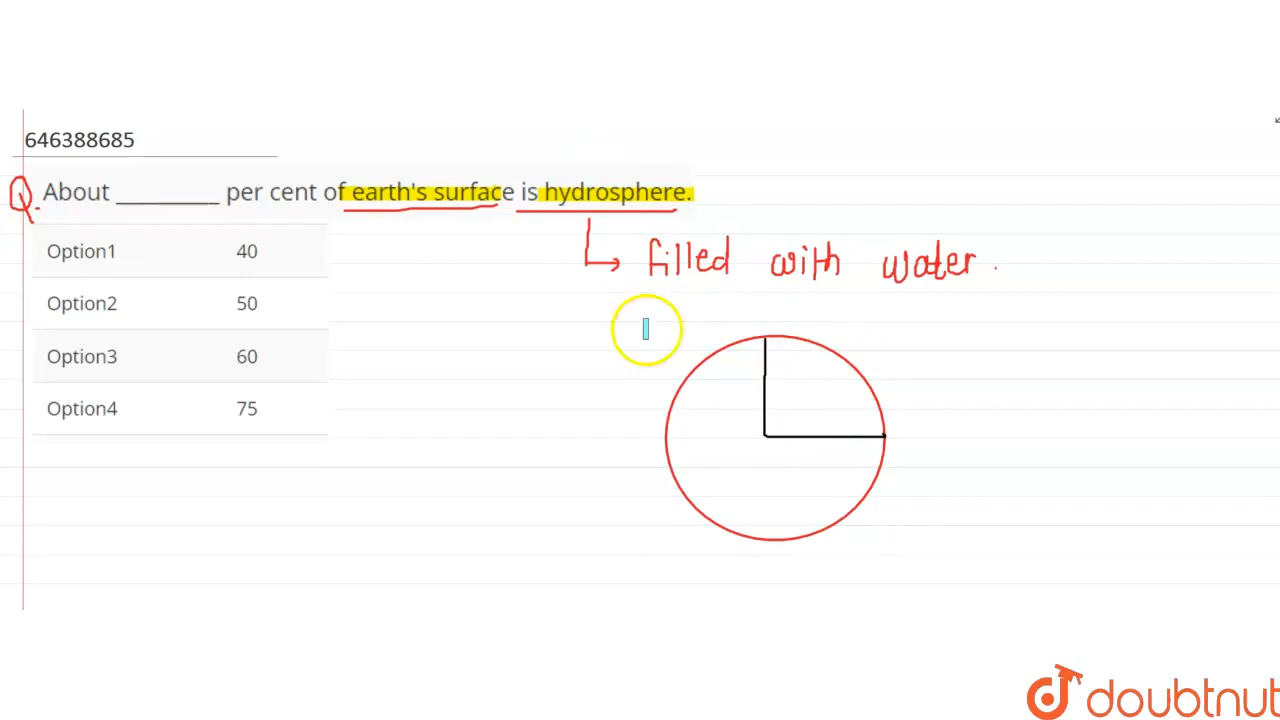 646388685
Q. About __________ per cent of earth's surface is hydrosphere.
Option1 40
filled with water.
Option2 50
Option3 60
Option4 75
doubtnut